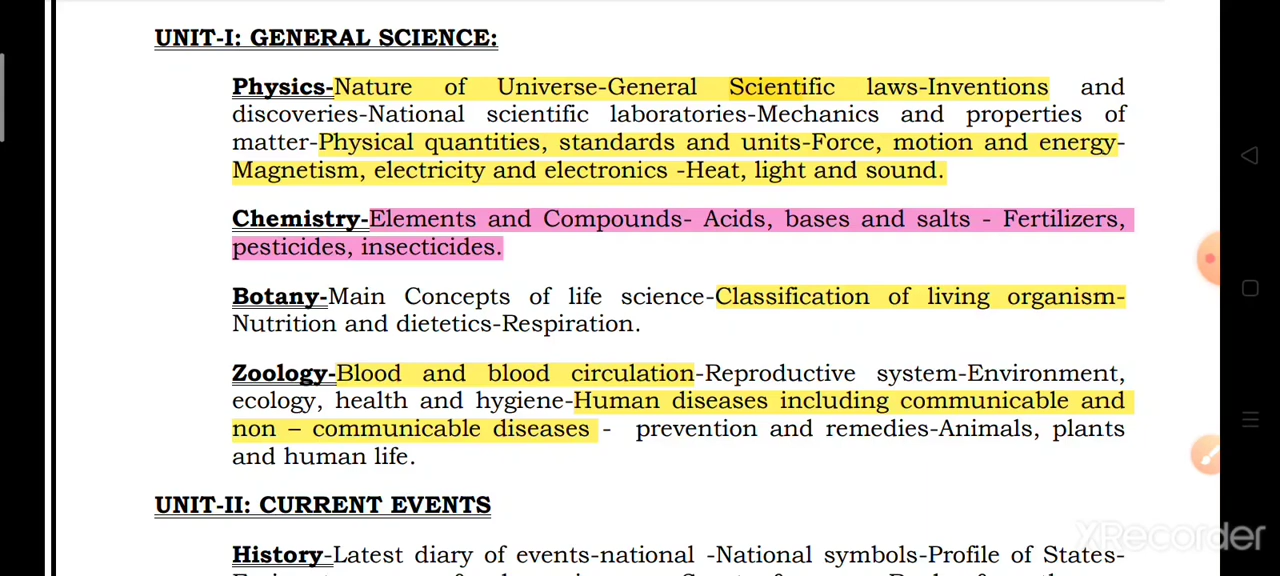 UNIT-I: GENERAL SCIENCE:
Physics-Nature of Universe-General Scientific laws-Inventions and
discoveries-National scientific laboratories-Mechanics and properties of
matter-Physical quantities, standards and units-Force, motion and energy-
Magnetism, electricity and electronics -Heat, light and sound.
Chemistry-Elements and Compounds- Acids, bases and salts - Fertilizers,
pesticides, insecticides.
Botany-Main Concepts of life science-Classification of living organism-
Nutrition and dietetics-Respiration.
Zoology-Blood and blood circulation-Reproductive system-Environment,
ecology, health and hygiene-Human diseases including communicable and
non – communicable diseases - prevention and remedies-Animals, plants
and human life.
UNIT-II: CURRENT EVENTS
History-Latest diary of events-national -National symbols-Profile of States-
XRecorder